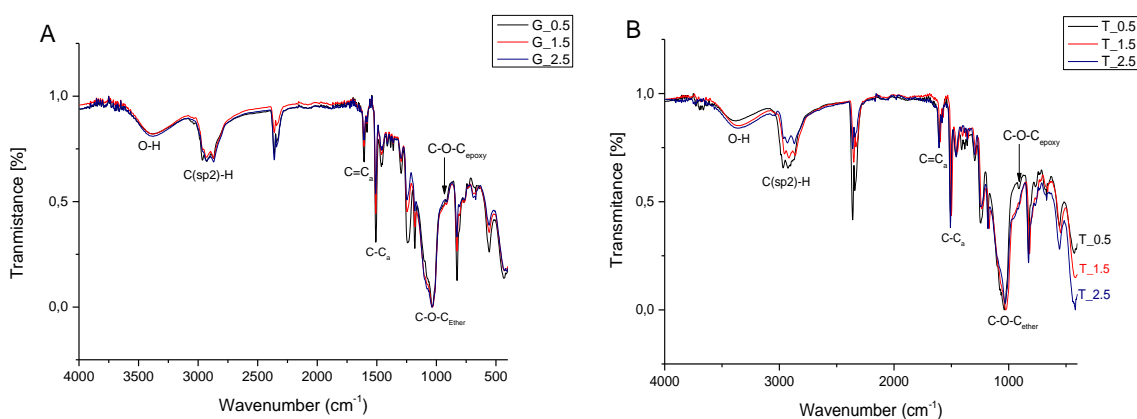 A
G_0.5
G_1.5
G_2.5
1,0
0,5
0,0
Tranmistance [%]
O-H
C(sp2)-H
C=Ca
C-Ca
C-O-Cepoxy
C-O-CEther
4000 3500 3000 2500 2000 1500 1000 500
Wavenumber (cm-1)
B
T_0.5
T_1.5
T_2.5
1,0
0,5
0,0
Transmitance [%]
O-H
C(sp2)-H
C=Ca
C-Ca
C-O-Cepoxy
C-O-Cether
T_0.5
T_1.5
T_2.5
4000 3000 2000 1000
Wavenumber (cm-1)